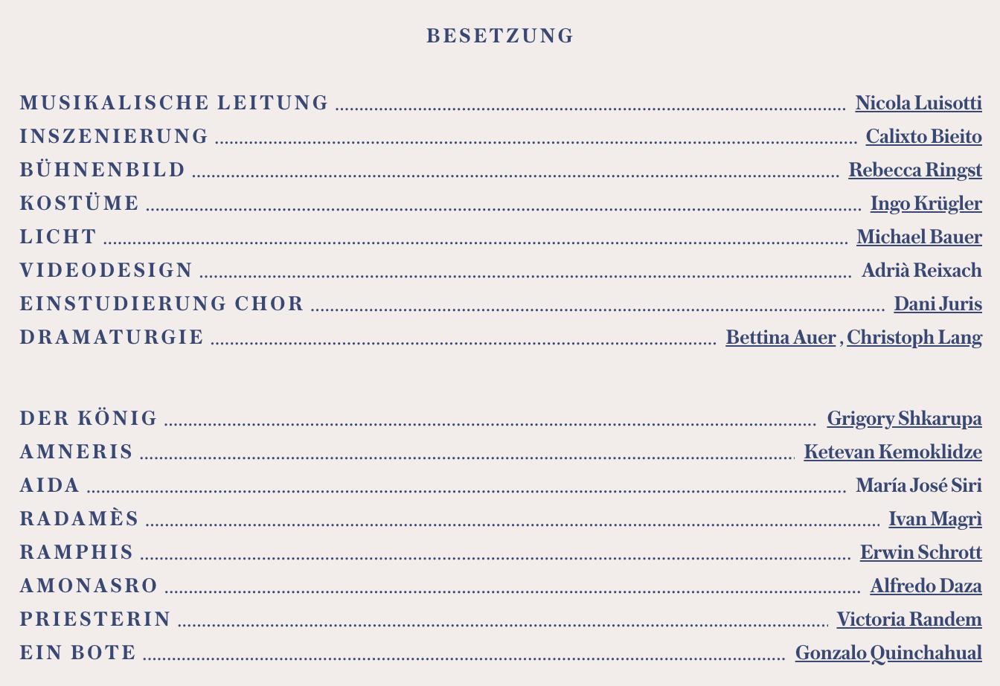 BESETZUNG
MUSIKALISCHE LEITUNG Nicola Luisotti
INSZENIERUNG Calixto Bieito
BÜHNENBILD Rebecca Ringst
KOSTÜME Ingo Krügler
LICHT Michael Bauer
VIDEODESIGN Adrià Reixach
EINSTUDIERUNG CHOR Dani Juris
DRAMATURGIE Bettina Auer , Christoph Lang
DER KÖNIG Grigory Shkarupa
AMNERIS Ketevan Kemoklidze
AIDA María José Siri
RADAMÈS Ivan Magrì
RAMPHIS Erwin Schrott
AMONASRO Alfredo Daza
PRIESTERIN Victoria Randem
EIN BOTE Gonzalo Quinchahual